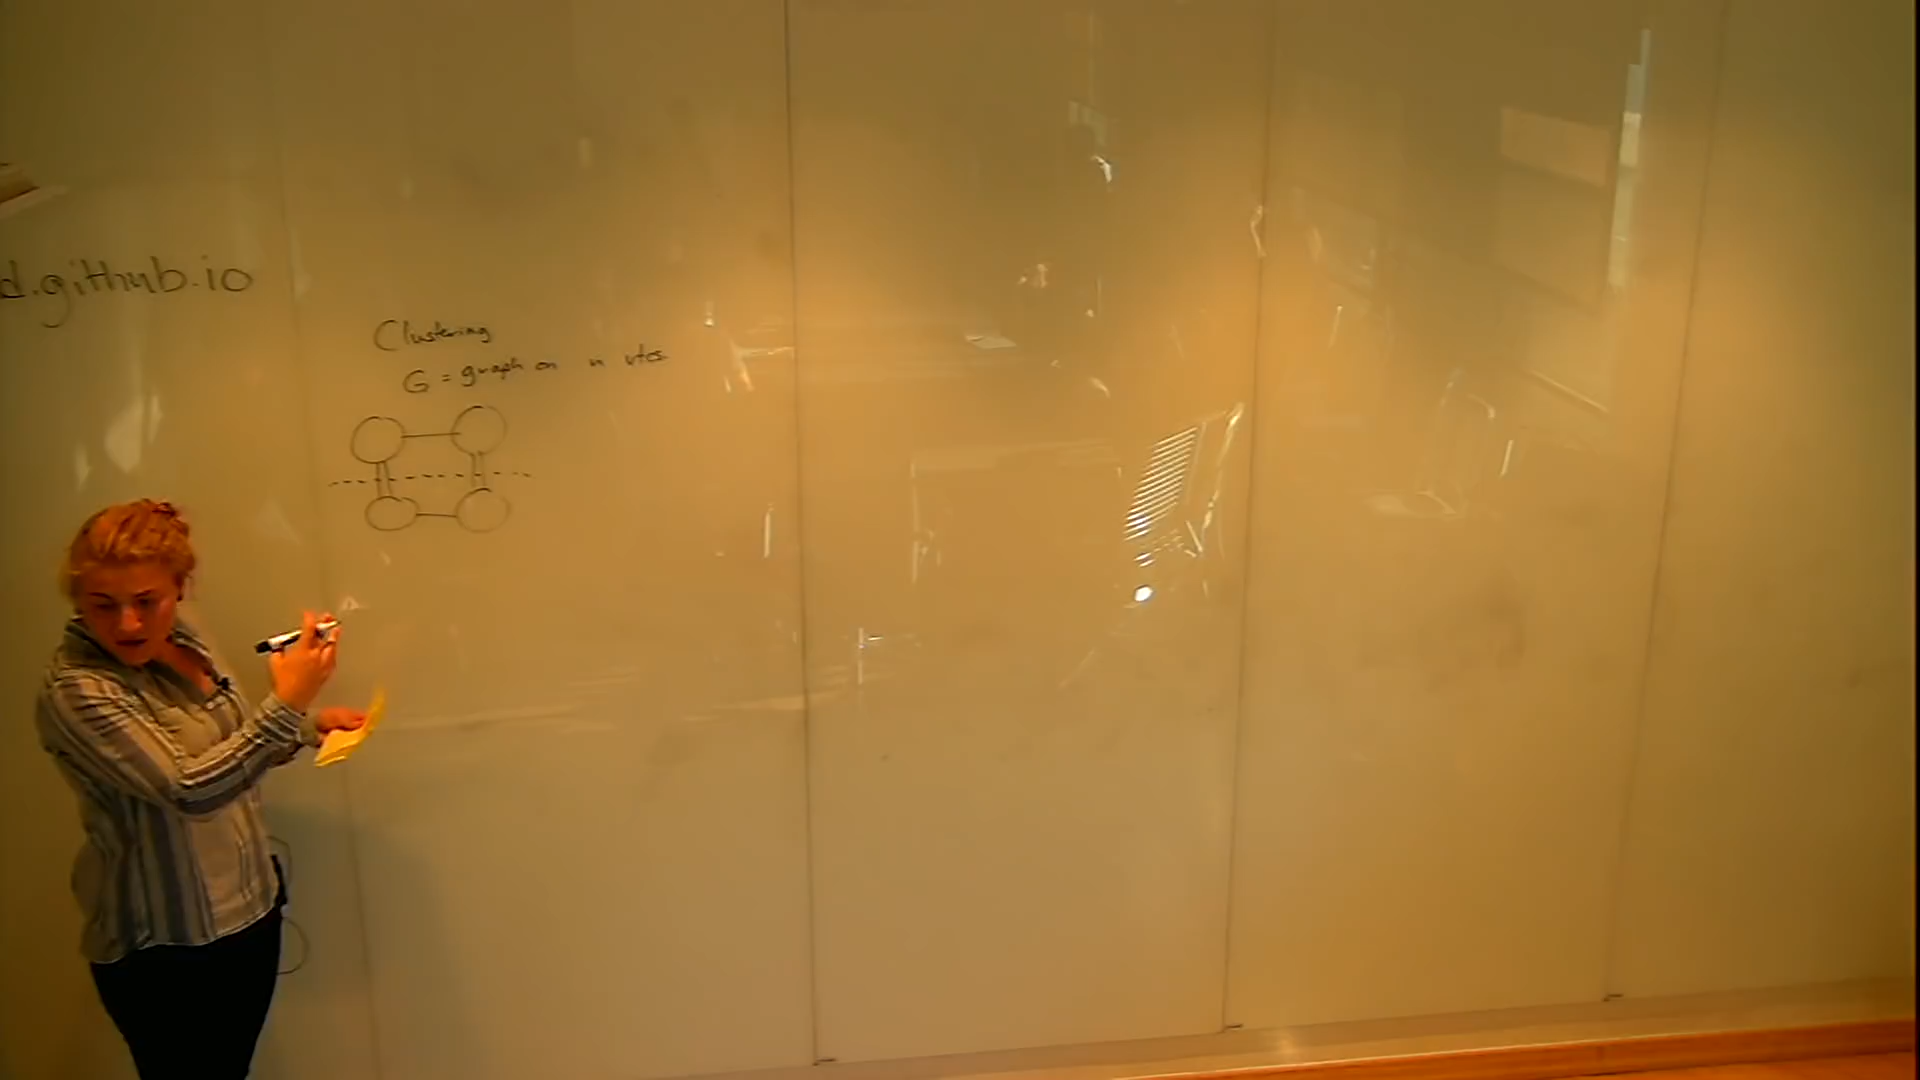 d.github.io
Clustering
G = graph on n vtcs.